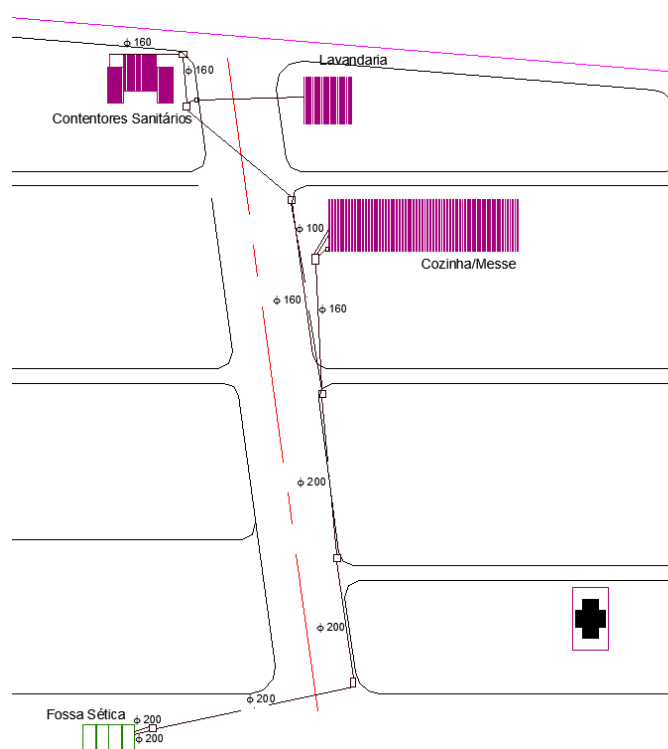 ϕ 160
Lavandaria
ϕ 160
Contentores Sanitários
ϕ 100
Cozinha/Messe
ϕ 160
ϕ 160
ϕ 200
ϕ 200
ϕ 200
Fossa Sética
ϕ 200
ϕ 200